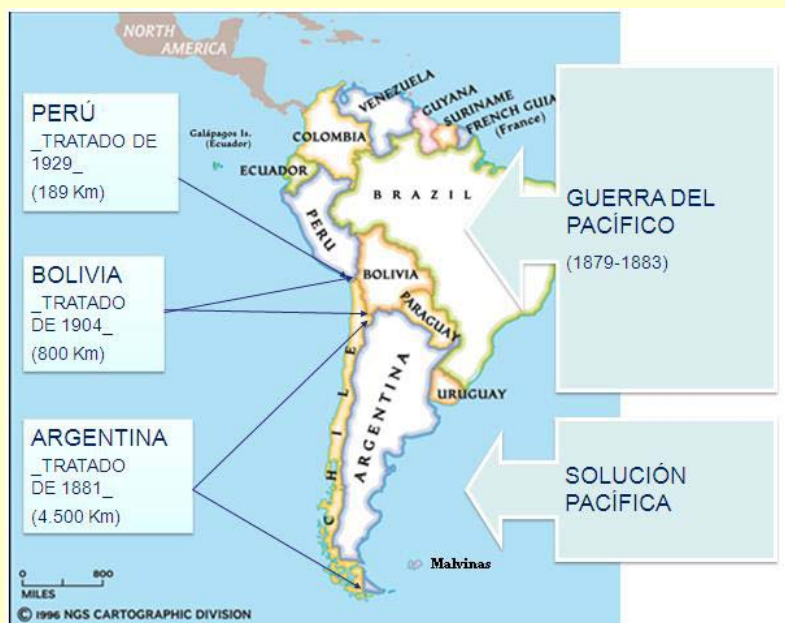 NORTH
AMERICA
PERÚ
_TRATADO DE
1929_
(189 Km)
BOLIVIA
_TRATADO
DE 1904_
(800 Km)
ARGENTINA
_TRATADO
DE 1881_
(4.500 Km)
VENEZUELA
GUYANA
SURINAME
FRENCH GUIA
(France)
COLOMBIA
Galápagos Is.
(Ecuador)
ECUADOR
BRAZIL
PERU
BOLIVIA
PARAGUAY
CHILE
ARGENTINA
URUGUAY
Malvinas
GUERRA DEL
PACÍFICO
(1879-1883)
SOLUCIÓN
PACÍFICA
0 800
MILES
© 1996 NGS CARTOGRAPHIC DIVISION